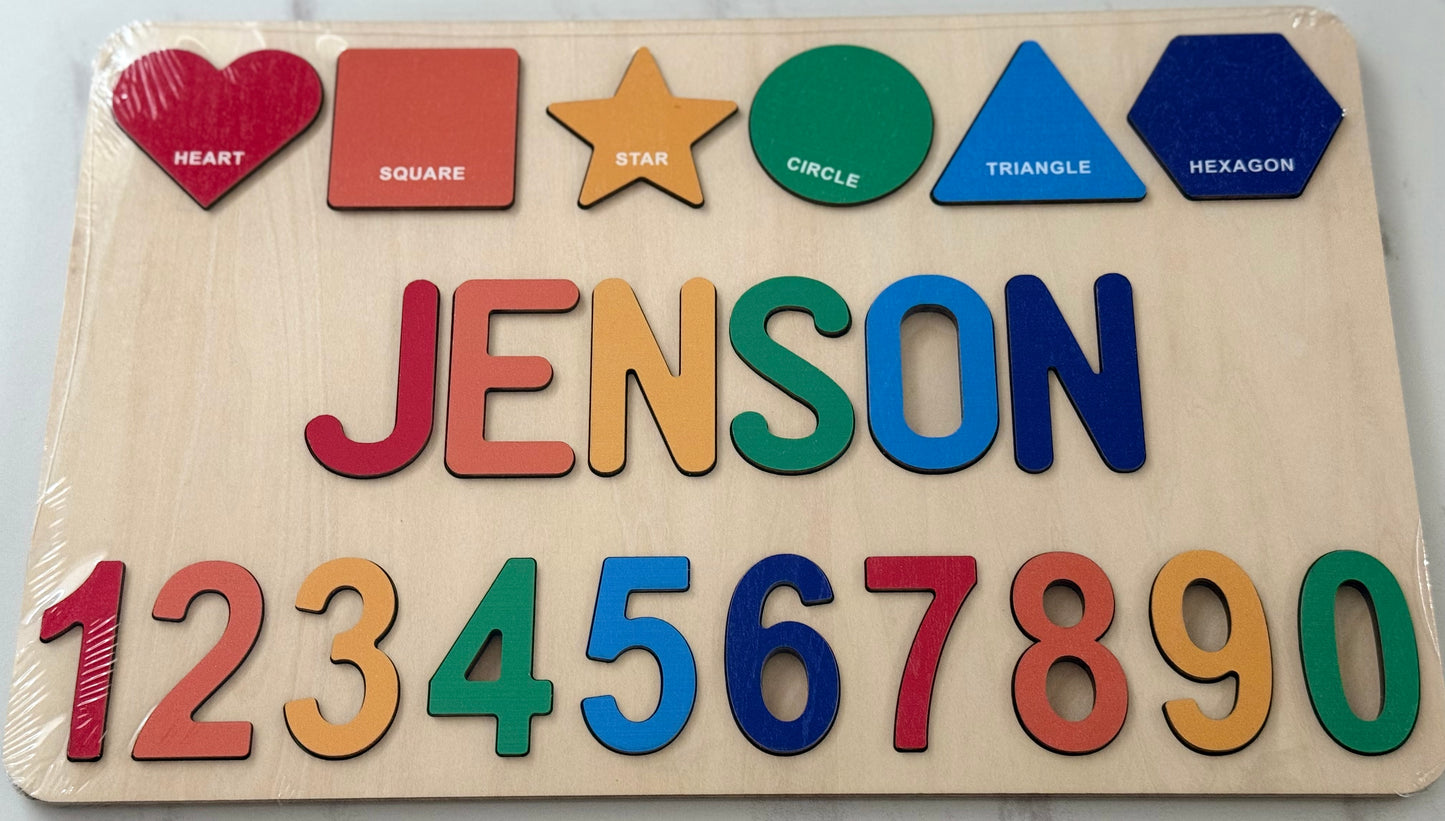 HEART SQUARE STAR CIRCLE TRIANGLE HEXAGON
JENSON
1234567890